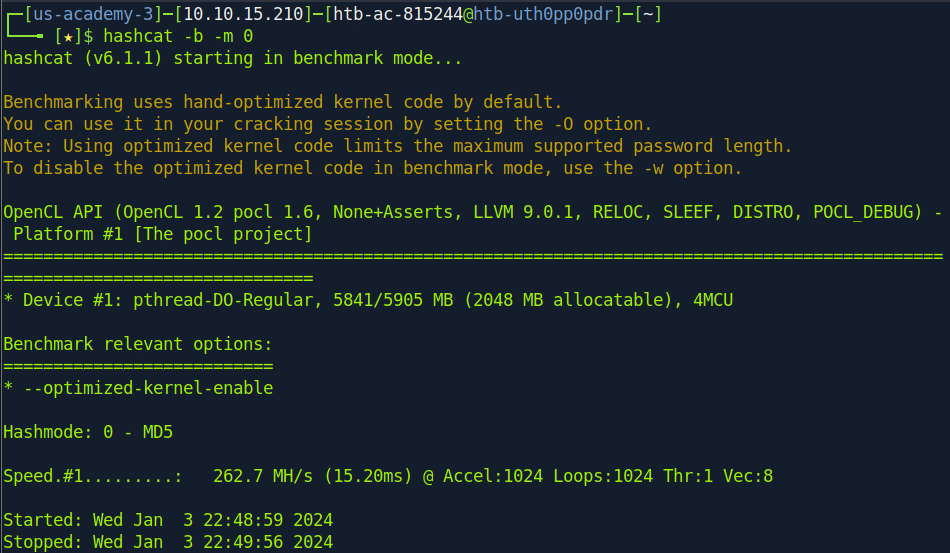 ┌─[us-academy-3]─[10.10.15.210]─[htb-ac-815244@htb-uth0pp0pdr]─[~]
└──╼ [★]$ hashcat -b -m 0
hashcat (v6.1.1) starting in benchmark mode...
Benchmarking uses hand-optimized kernel code by default.
You can use it in your cracking session by setting the -O option.
Note: Using optimized kernel code limits the maximum supported password length.
To disable the optimized kernel code in benchmark mode, use the -w option.
OpenCL API (OpenCL 1.2 pocl 1.6, None+Asserts, LLVM 9.0.1, RELOC, SLEEF, DISTRO, POCL_DEBUG) -
 Platform #1 [The pocl project]
==============================================================================================
===============================
* Device #1: pthread-DO-Regular, 5841/5905 MB (2048 MB allocatable), 4MCU
Benchmark relevant options:
===========================
* --optimized-kernel-enable
Hashmode: 0 - MD5
Speed.#1.........:   262.7 MH/s (15.20ms) @ Accel:1024 Loops:1024 Thr:1 Vec:8
Started: Wed Jan  3 22:48:59 2024
Stopped: Wed Jan  3 22:49:56 2024